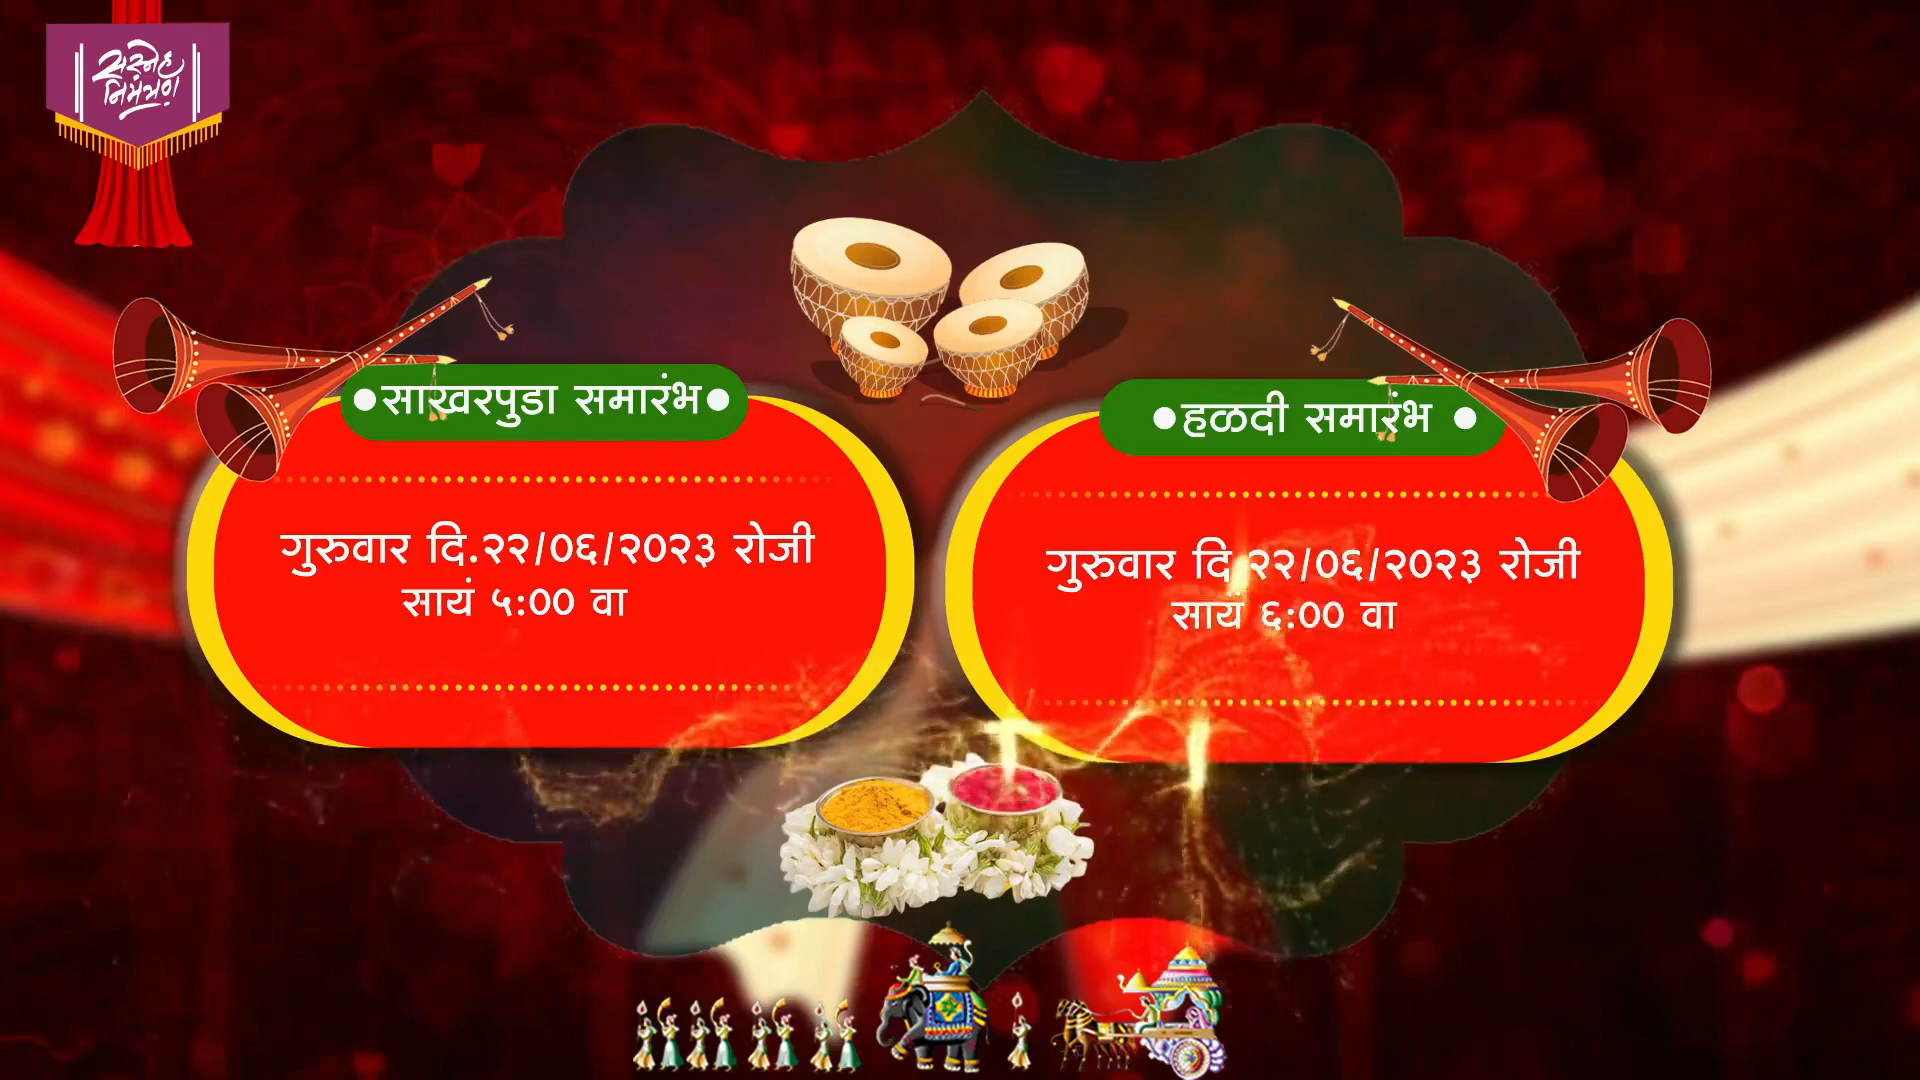 सस्नेह
निमंत्रण
साखरपुडा समारंभ
गुरुवार दि.२२/०६/२०२३ रोजी
सायं ५:०० वा
हळदी समारंभ
गुरुवार दि.२२/०६/२०२३ रोजी
सायं ६:०० वा